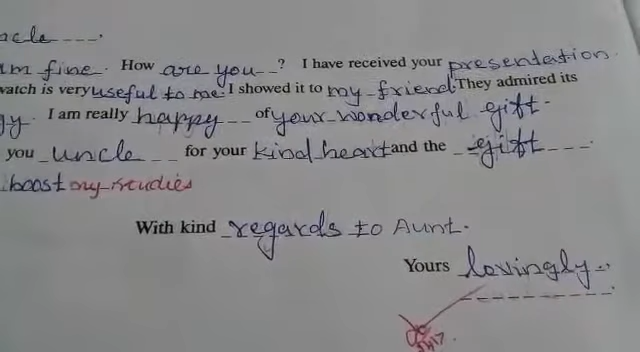 ncle
am fine. How are you? I have received your presentation.
watch is very useful to me. I showed it to my friend. They admired its
gy. I am really happy of your wonderful gift.
you uncle for your kind heart and the gift.
boost my studies
With kind regards to Aunt.
Yours lovingly